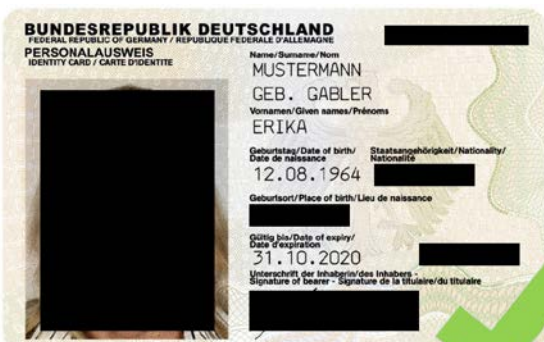 BUNDESREPUBLIK DEUTSCHLAND
FEDERAL REPUBLIC OF GERMANY / REPUBLIQUE FEDERALE D'ALLEMAGNE
PERSONALAUSWEIS
IDENTITY CARD / CARTE D'IDENTITE
Name/Surname/Nom
MUSTERMANN
GEB. GABLER
Vornamen/Given names/Prénoms
ERIKA
Geburtstag/Date of birth/
Date de naissance
12.08.1964
Staatsangehörigkeit/Nationality/
Nationalité
Geburtsort/Place of birth/Lieu de naissance
Gültig bis/Date of expiry/
Date d'expiration
31.10.2020
Unterschrift der Inhaberin/des Inhabers -
Signature of bearer - Signature de la titulaire/du titulaire